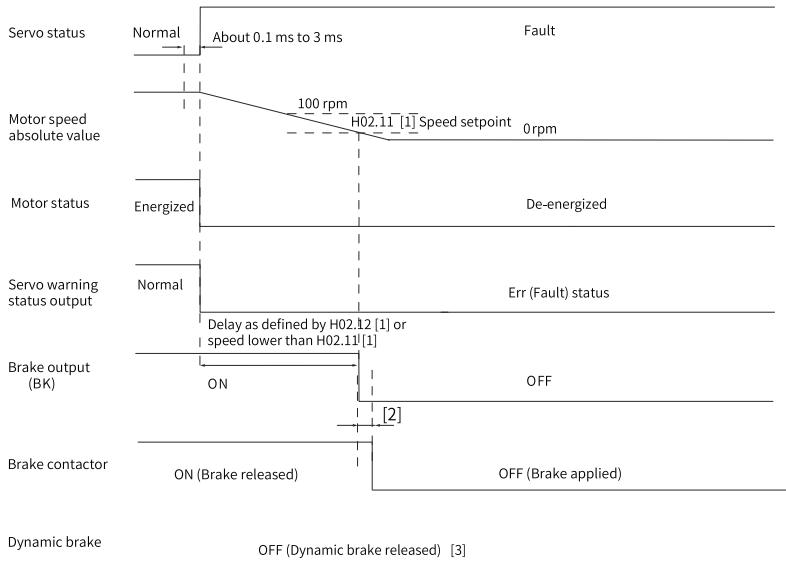 Servo status
Normal
About 0.1 ms to 3 ms
Fault
Motor speed
absolute value
100 rpm
H02.11 [1] Speed setpoint
0 rpm
Motor status
Energized
De-energized
Servo warning
status output
Normal
Err (Fault) status
Delay as defined by H02.12 [1] or
speed lower than H02.11 [1]
Brake output
(BK)
ON
OFF
[2]
Brake contactor
ON (Brake released)
OFF (Brake applied)
Dynamic brake
OFF (Dynamic brake released) [3]